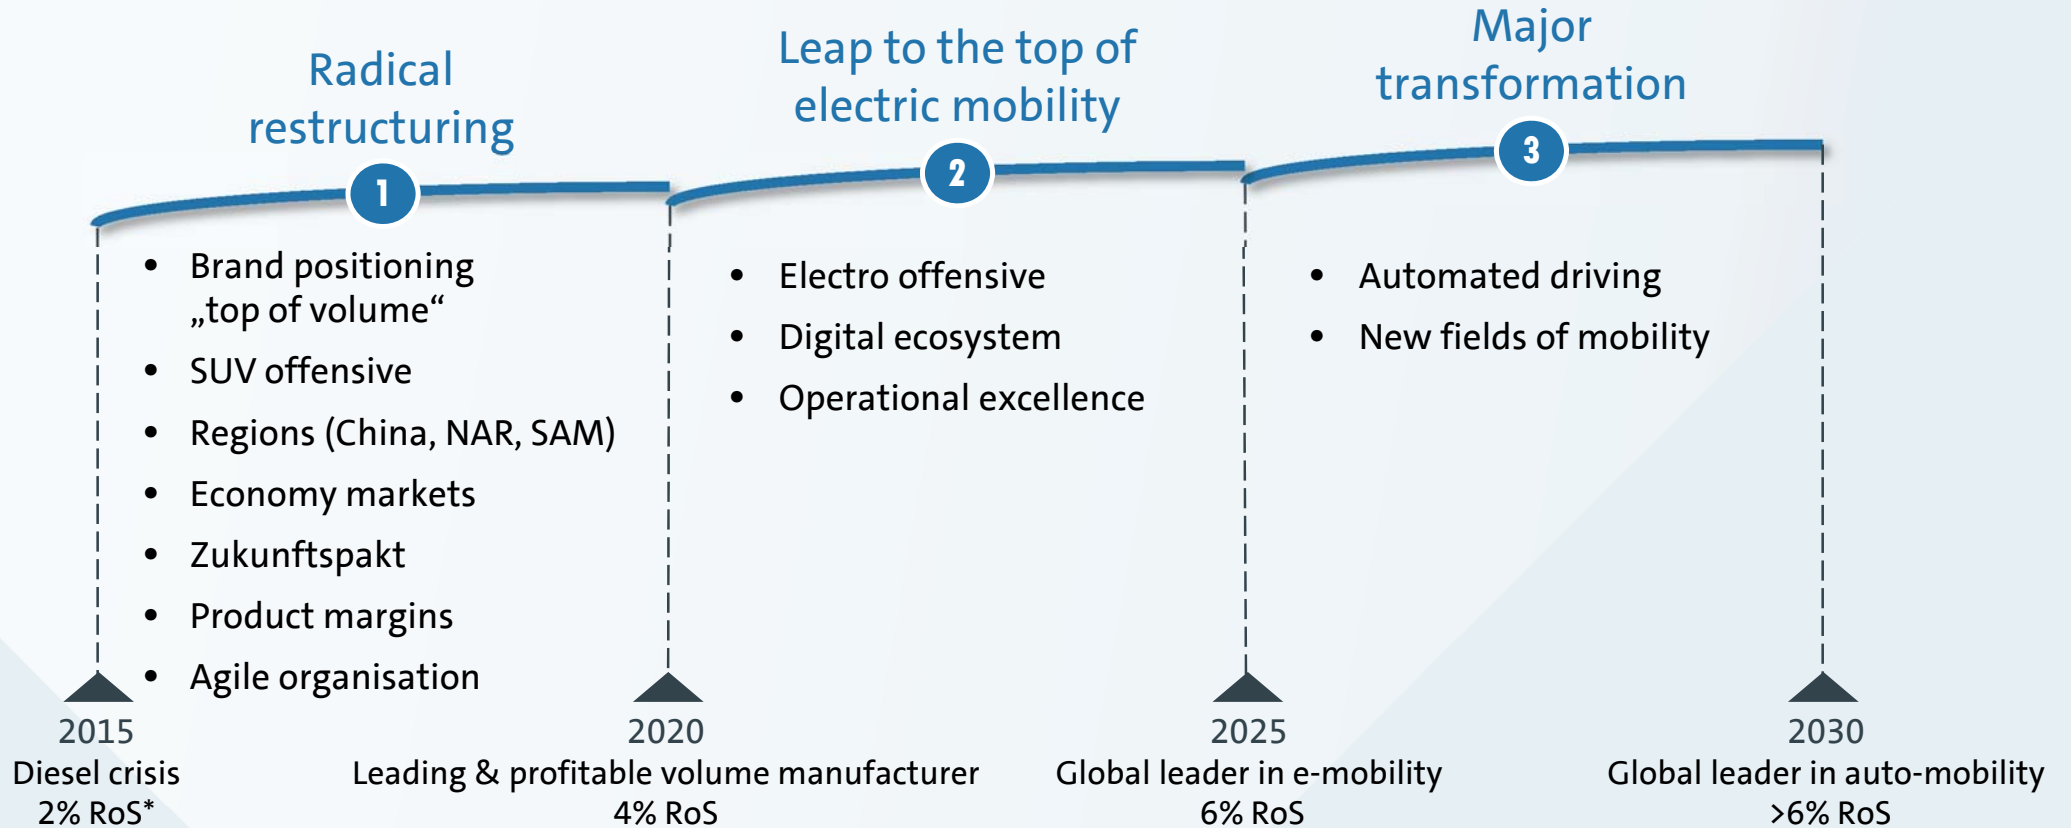 Radical
restructuring
1
• Brand positioning
„top of volume“
• SUV offensive
• Regions (China, NAR, SAM)
• Economy markets
• Zukunftspakt
• Product margins
• Agile organisation
Leap to the top of
electric mobility
2
• Electro offensive
• Digital ecosystem
• Operational excellence
Major
transformation
3
• Automated driving
• New fields of mobility
2015
Diesel crisis
2% RoS*
2020
Leading & profitable volume manufacturer
4% RoS
2025
Global leader in e-mobility
6% RoS
2030
Global leader in auto-mobility
>6% RoS